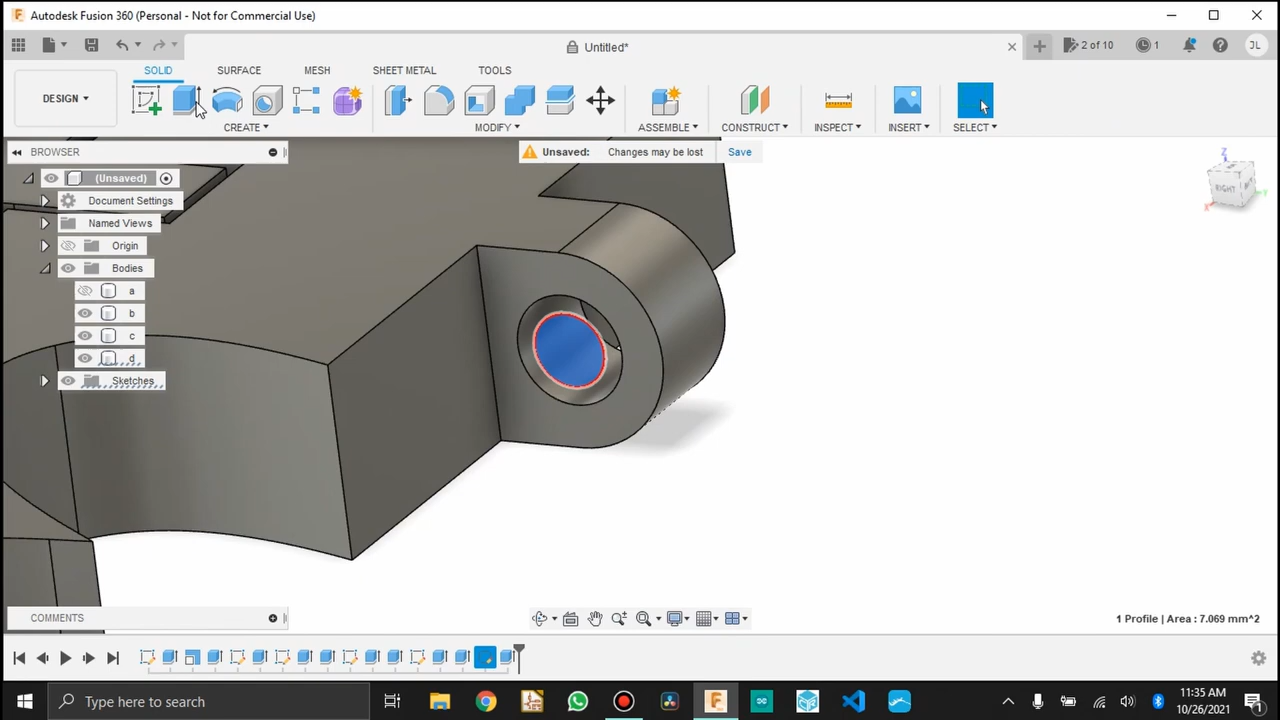 Autodesk Fusion 360 (Personal - Not for Commercial Use)
Untitled*
2 of 10
1
JL
DESIGN
SOLID
SURFACE
MESH
SHEET METAL
TOOLS
CREATE
MODIFY
ASSEMBLE
CONSTRUCT
INSPECT
INSERT
SELECT
BROWSER
Unsaved: Changes may be lost
Save
(Unsaved)
Document Settings
Named Views
Origin
Bodies
a
b
c
d
Sketches
Z
RIGHT
COMMENTS
1 Profile | Area : 7.069 mm^2
Type here to search
11:35 AM
10/26/2021
1